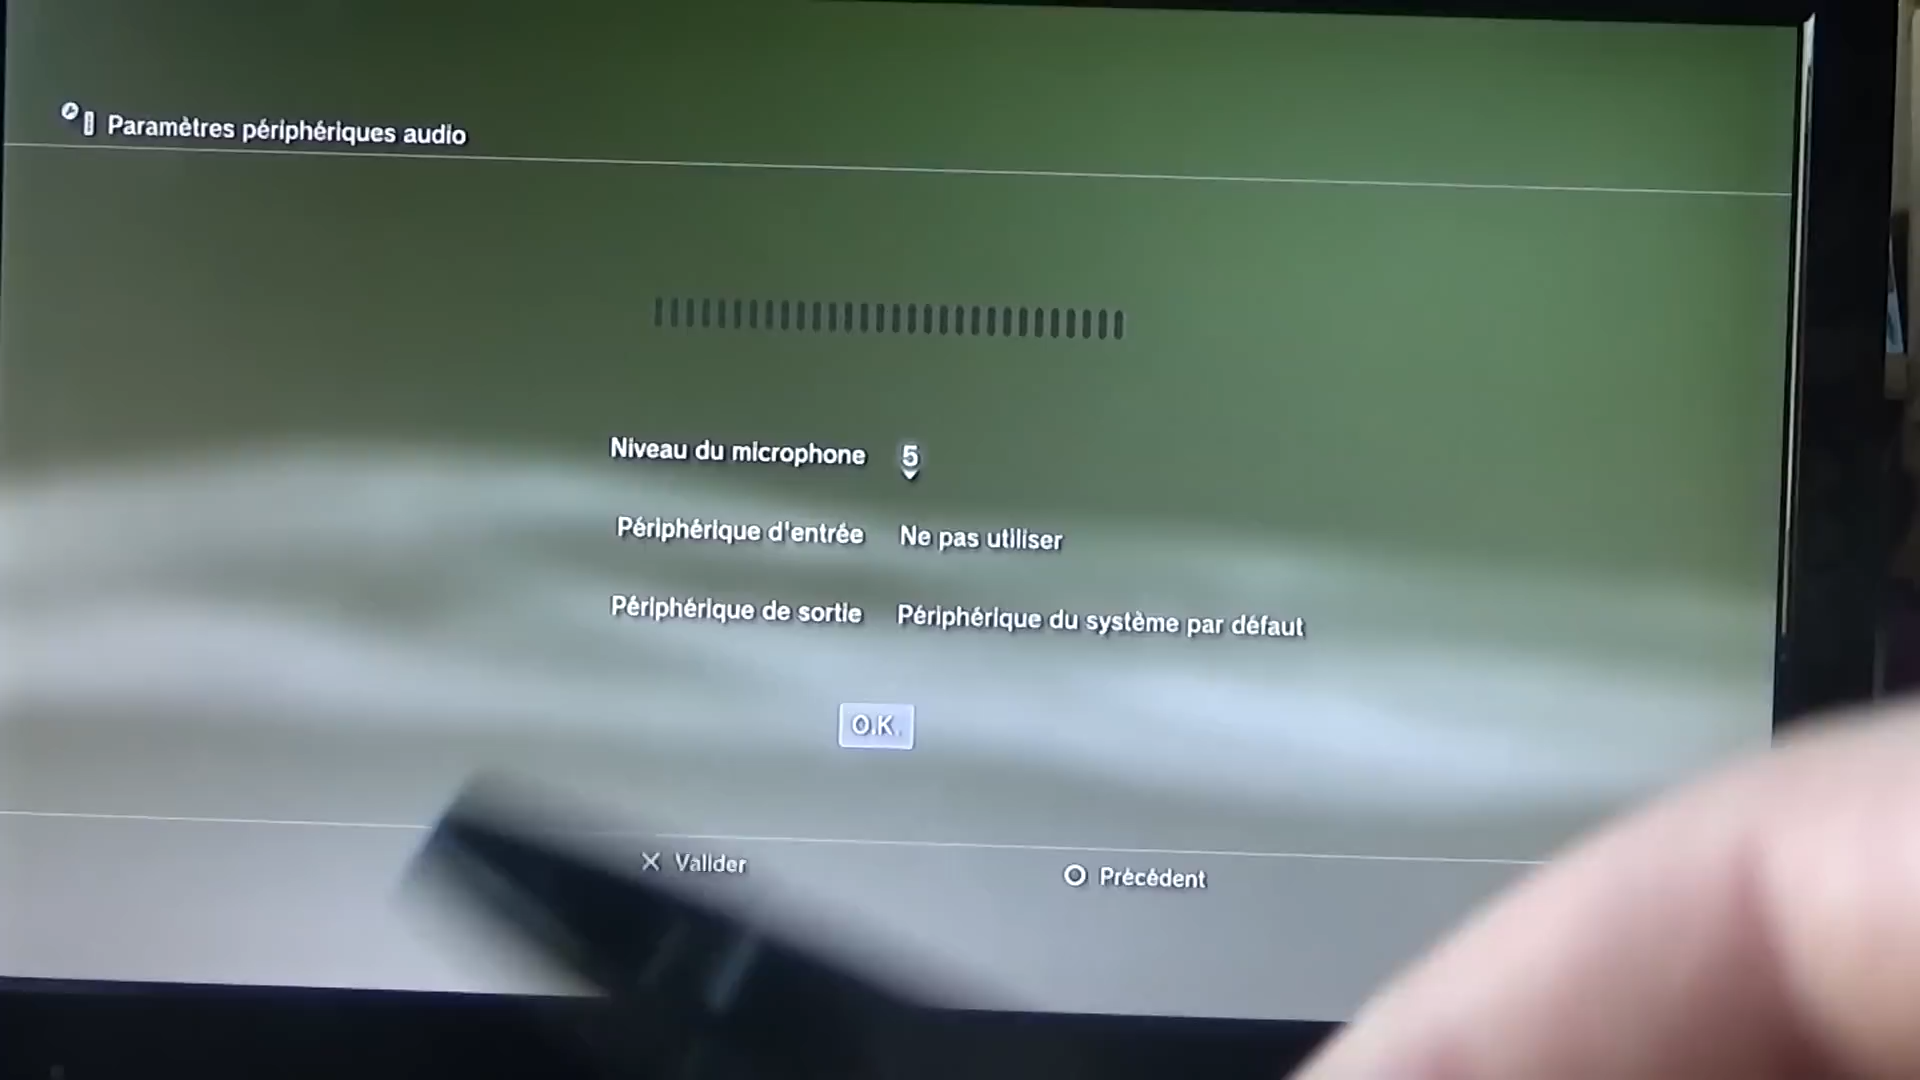 Paramètres périphériques audio
Niveau du microphone 5
Périphérique d'entrée Ne pas utiliser
Périphérique de sortie Périphérique du système par défaut
O.K.
Valider
Précédent